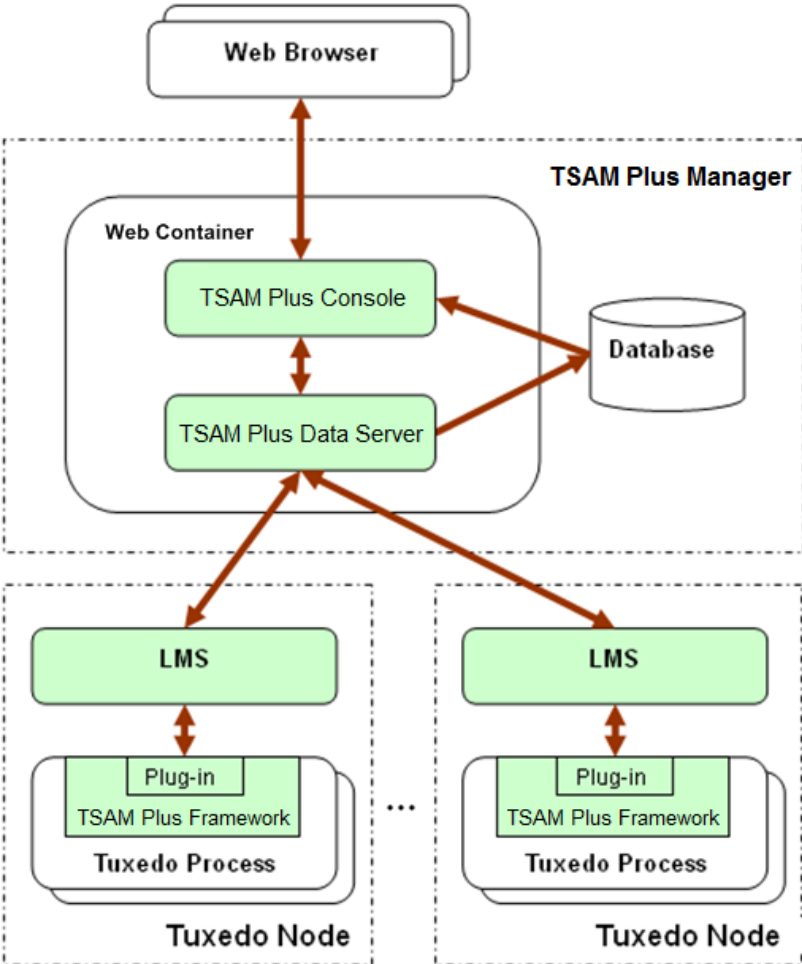 Web Browser
TSAM Plus Manager
Web Container
TSAM Plus Console
Database
TSAM Plus Data Server
LMS
LMS
Plug-in
TSAM Plus Framework
Tuxedo Process
Tuxedo Node
...
Plug-in
TSAM Plus Framework
Tuxedo Process
Tuxedo Node